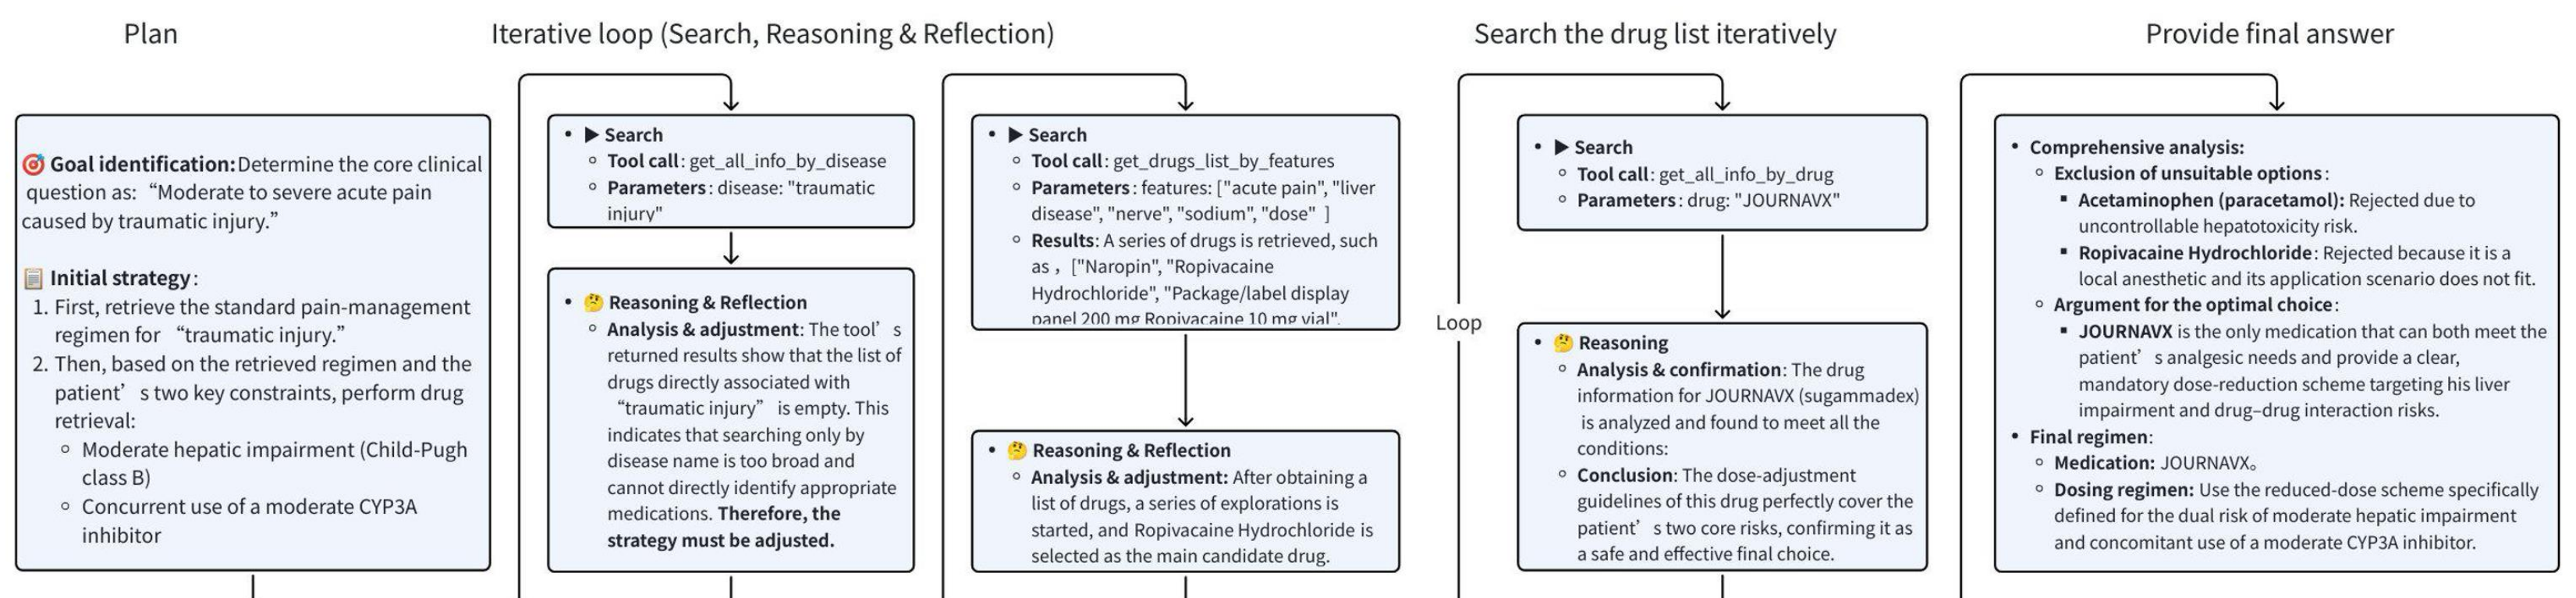 Plan
🎯 Goal identification: Determine the core clinical
question as: “Moderate to severe acute pain
caused by traumatic injury.”
📋 Initial strategy:
1. First, retrieve the standard pain-management
regimen for “traumatic injury.”
2. Then, based on the retrieved regimen and the
patient’s two key constraints, perform drug
retrieval:
◦ Moderate hepatic impairment (Child-Pugh
class B)
◦ Concurrent use of a moderate CYP3A
inhibitor
Iterative loop (Search, Reasoning & Reflection)
• ▶ Search
◦ Tool call: get_all_info_by_disease
◦ Parameters: disease: "traumatic
injury"
• 🤔 Reasoning & Reflection
◦ Analysis & adjustment: The tool’s
returned results show that the list of
drugs directly associated with
“traumatic injury” is empty. This
indicates that searching only by
disease name is too broad and
cannot directly identify appropriate
medications. Therefore, the
strategy must be adjusted.
• ▶ Search
◦ Tool call: get_drugs_list_by_features
◦ Parameters: features: ["acute pain", "liver
disease", "nerve", "sodium", "dose" ]
◦ Results: A series of drugs is retrieved, such
as，["Naropin", "Ropivacaine
Hydrochloride", "Package/label display
panel 200 mg Ropivacaine 10 mg vial".
• 🤔 Reasoning & Reflection
◦ Analysis & adjustment: After obtaining a
list of drugs, a series of explorations is
started, and Ropivacaine Hydrochloride is
selected as the main candidate drug.
Search the drug list iteratively
Loop
• ▶ Search
◦ Tool call: get_all_info_by_drug
◦ Parameters: drug: "JOURNAVX"
• 🤔 Reasoning
◦ Analysis & confirmation: The drug
information for JOURNAVX (sugammadex)
is analyzed and found to meet all the
conditions:
◦ Conclusion: The dose-adjustment
guidelines of this drug perfectly cover the
patient’s two core risks, confirming it as
a safe and effective final choice.
Provide final answer
• Comprehensive analysis:
◦ Exclusion of unsuitable options:
▪ Acetaminophen (paracetamol): Rejected due to
uncontrollable hepatotoxicity risk.
▪ Ropivacaine Hydrochloride: Rejected because it is a
local anesthetic and its application scenario does not fit.
◦ Argument for the optimal choice:
▪ JOURNAVX is the only medication that can both meet the
patient’s analgesic needs and provide a clear,
mandatory dose-reduction scheme targeting his liver
impairment and drug–drug interaction risks.
• Final regimen:
◦ Medication: JOURNAVX。
◦ Dosing regimen: Use the reduced-dose scheme specifically
defined for the dual risk of moderate hepatic impairment
and concomitant use of a moderate CYP3A inhibitor.